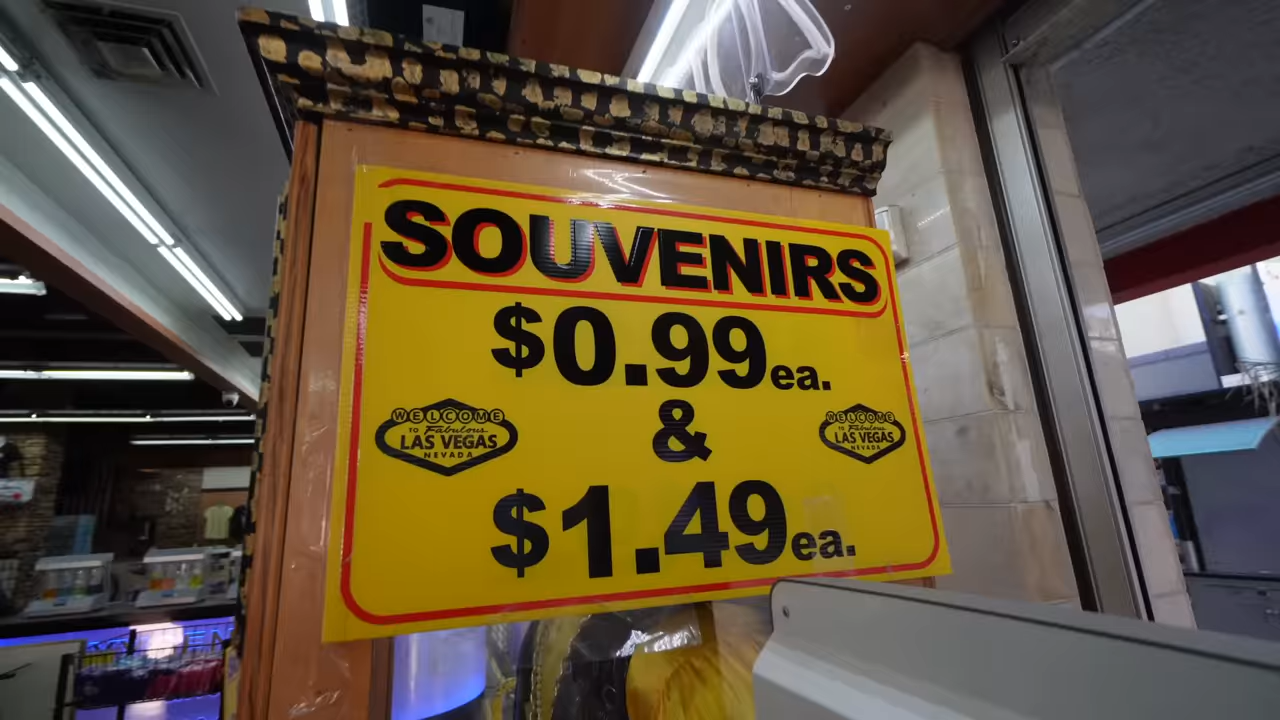 SOUVENIRS
$0.99ea.
&
WELCOME
TO Fabulous
LAS VEGAS
NEVADA
WELCOME
TO Fabulous
LAS VEGAS
NEVADA
$1.49ea.